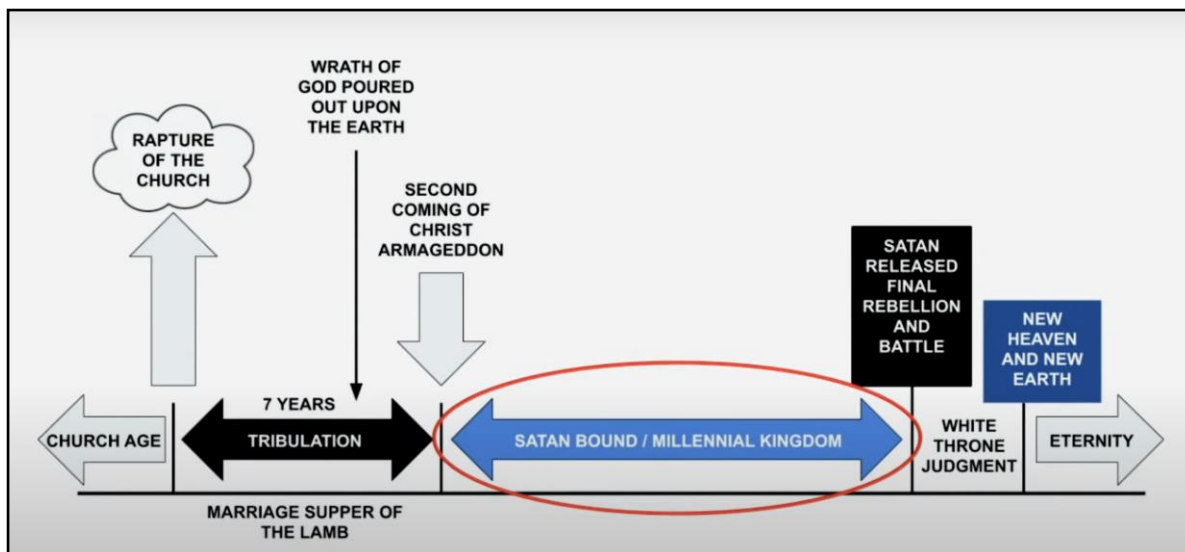 WRATH OF
GOD POURED
OUT UPON
THE EARTH
RAPTURE
OF THE
CHURCH
SECOND
COMING OF
CHRIST
ARMAGEDDON
SATAN
RELEASED
FINAL
REBELLION
AND
BATTLE
NEW
HEAVEN
AND NEW
EARTH
CHURCH AGE
7 YEARS
TRIBULATION
SATAN BOUND / MILLENNIAL KINGDOM
WHITE
THRONE
JUDGMENT
ETERNITY
MARRIAGE SUPPER OF
THE LAMB